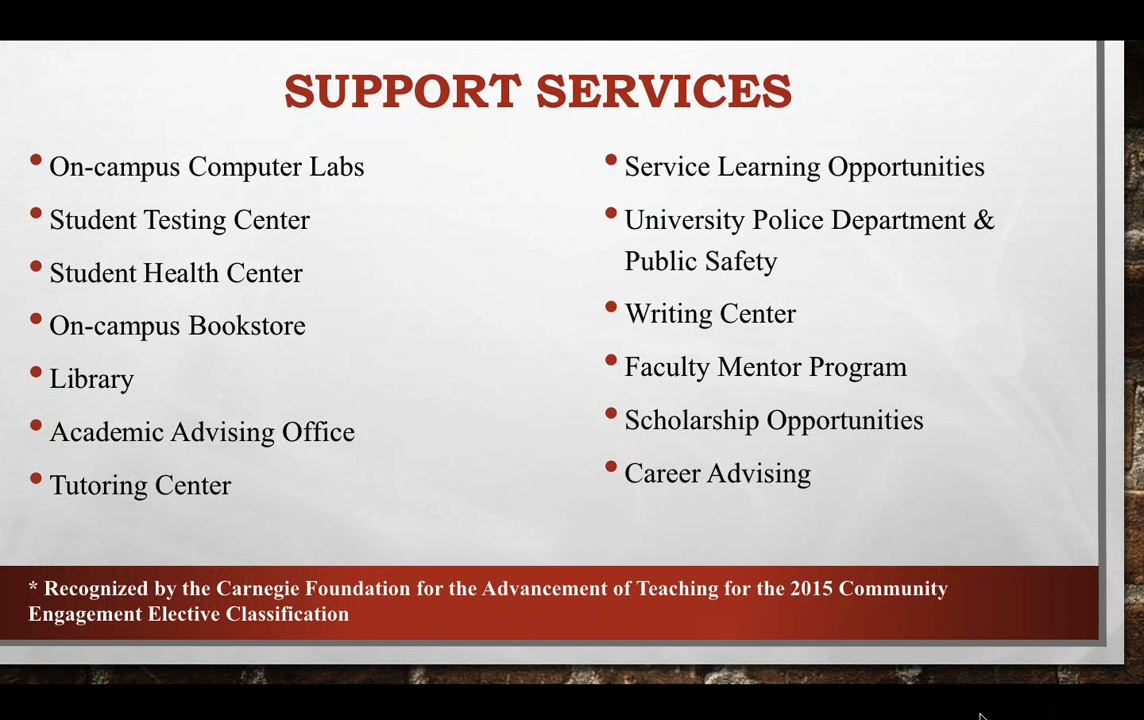 SUPPORT SERVICES
On-campus Computer Labs
Student Testing Center
Student Health Center
On-campus Bookstore
Library
Academic Advising Office
Tutoring Center
Service Learning Opportunities
University Police Department &
Public Safety
Writing Center
Faculty Mentor Program
Scholarship Opportunities
Career Advising
* Recognized by the Carnegie Foundation for the Advancement of Teaching for the 2015 Community
Engagement Elective Classification